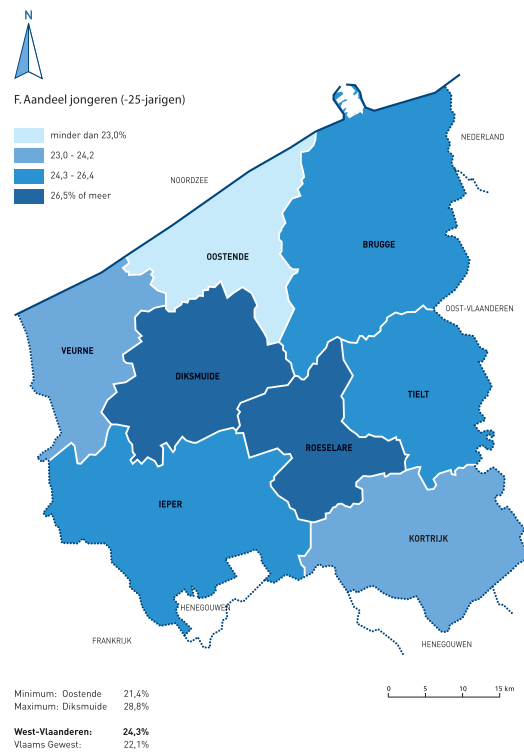 N
F. Aandeel jongeren (-25-jarigen)
minder dan 23,0%
23,0 - 24,2
24,3 - 26,4
26,5% of meer
NEDERLAND
NOORDZEE
BRUGGE
OOSTENDE
OOST-VLAANDEREN
VEURNE
DIKSMUIDE
TIELT
ROESELARE
IEPER
KORTRIJK
HENEGOUWEN
FRANKRIJK
HENEGOUWEN
0 5 10 15 km
Minimum: Oostende 21,4%
Maximum: Diksmuide 28,8%
West-Vlaanderen: 24,3%
Vlaams Gewest: 22,1%